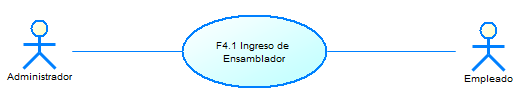 F4.1 Ingreso de
Ensamblador
Administrador
Empleado